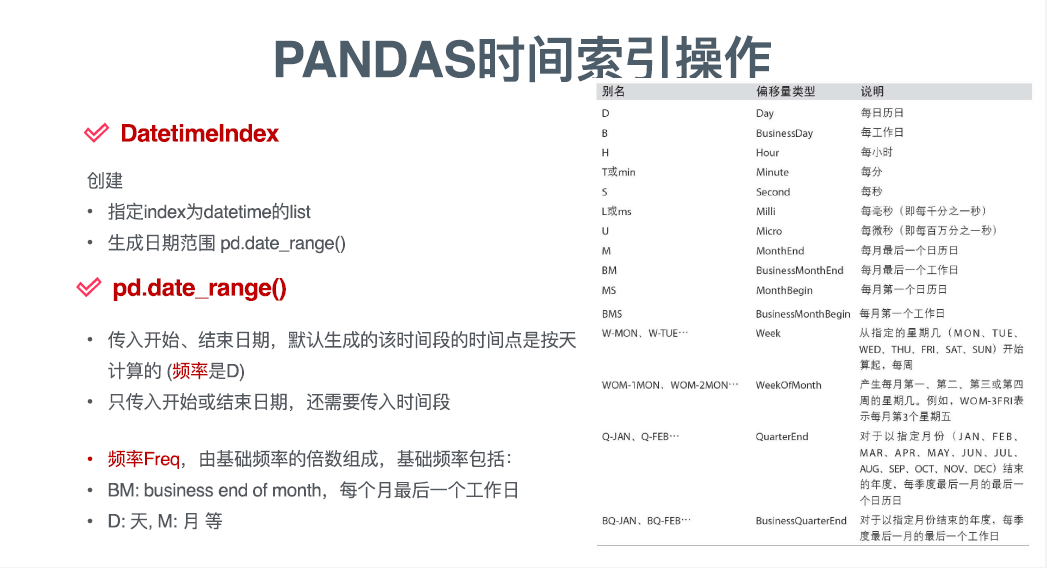 PANDAS时间索引操作
DatetimeIndex
创建
• 指定index为datetime的list
• 生成日期范围 pd.date_range()
pd.date_range()
• 传入开始、结束日期，默认生成的该时间段的时间点是按天
计算的 (频率是D)
• 只传入开始或结束日期，还需要传入时间段
• 频率Freq，由基础频率的倍数组成，基础频率包括：
• BM: business end of month，每个月最后一个工作日
• D: 天, M: 月 等
别名 偏移量类型 说明
D Day 每日历日
B BusinessDay 每工作日
H Hour 每小时
T或min Minute 每分
S Second 每秒
L或ms Milli 每毫秒（即每千分之一秒）
U Micro 每微秒（即每百万分之一秒）
M MonthEnd 每月最后一个日历日
BM BusinessMonthEnd 每月最后一个工作日
MS MonthBegin 每月第一个日历日
BMS BusinessMonthBegin 每月第一个工作日
W-MON、W-TUE… Week 从指定的星期几（MON、TUE、
WED、THU、FRI、SAT、SUN）开始
算起，每周
WOM-1MON、WOM-2MON… WeekOfMonth 产生每月第一、第二、第三或第四
周的星期几。例如，WOM-3FRI表
示每月第3个星期五
Q-JAN、Q-FEB… QuarterEnd 对于以指定月份（JAN、FEB、
MAR、APR、MAY、JUN、JUL、
AUG、SEP、OCT、NOV、DEC）结束
的年度，每季度最后一月的最后一
个日历日
BQ-JAN、BQ-FEB… BusinessQuarterEnd 对于以指定月份结束的年度，每季
度最后一月的最后一个工作日